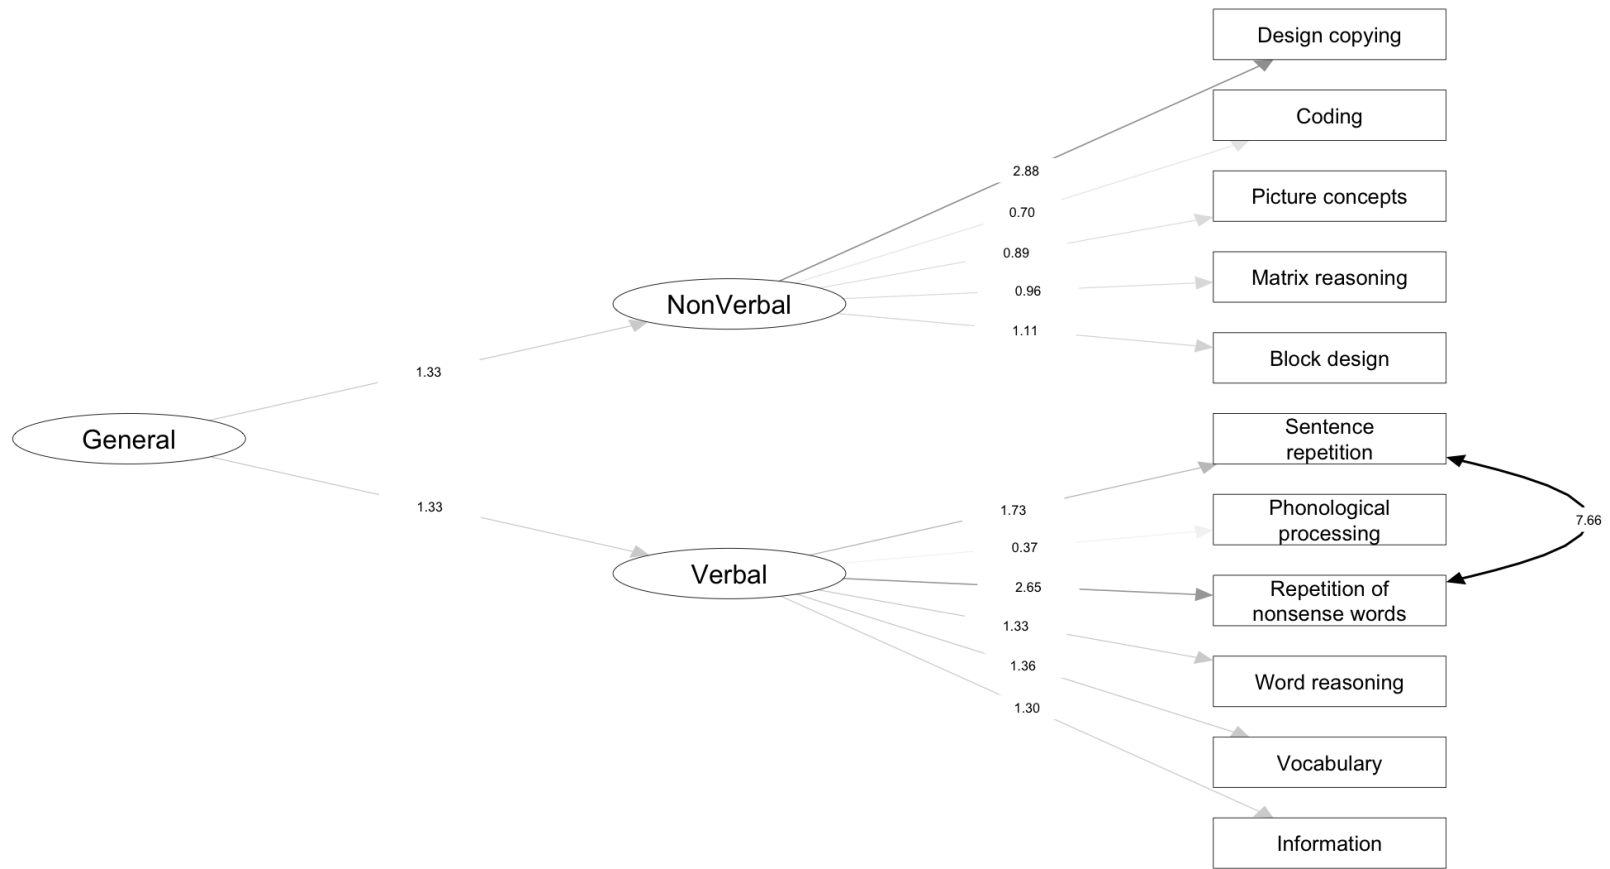 Design copying
Coding
Picture concepts
Matrix reasoning
Block design
Sentence
repetition
Phonological
processing
Repetition of
nonsense words
Word reasoning
Vocabulary
Information
NonVerbal
Verbal
General
2.88
0.70
0.89
0.96
1.11
1.33
1.33
1.73
0.37
2.65
1.33
1.36
1.30
7.66